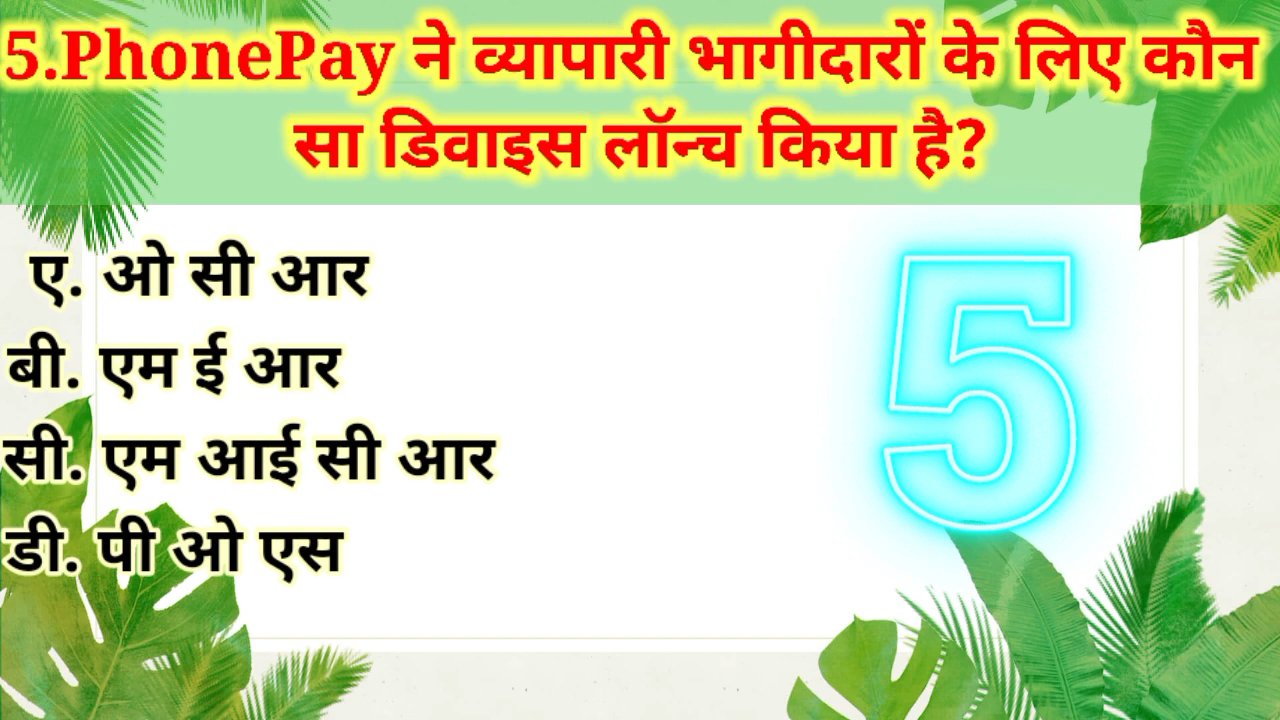 5.PhonePay ने व्यापारी भागीदारों के लिए कौन
सा डिवाइस लॉन्च किया है?
ए. ओ सी आर
बी. एम ई आर
सी. एम आई सी आर
डी. पी ओ एस
5